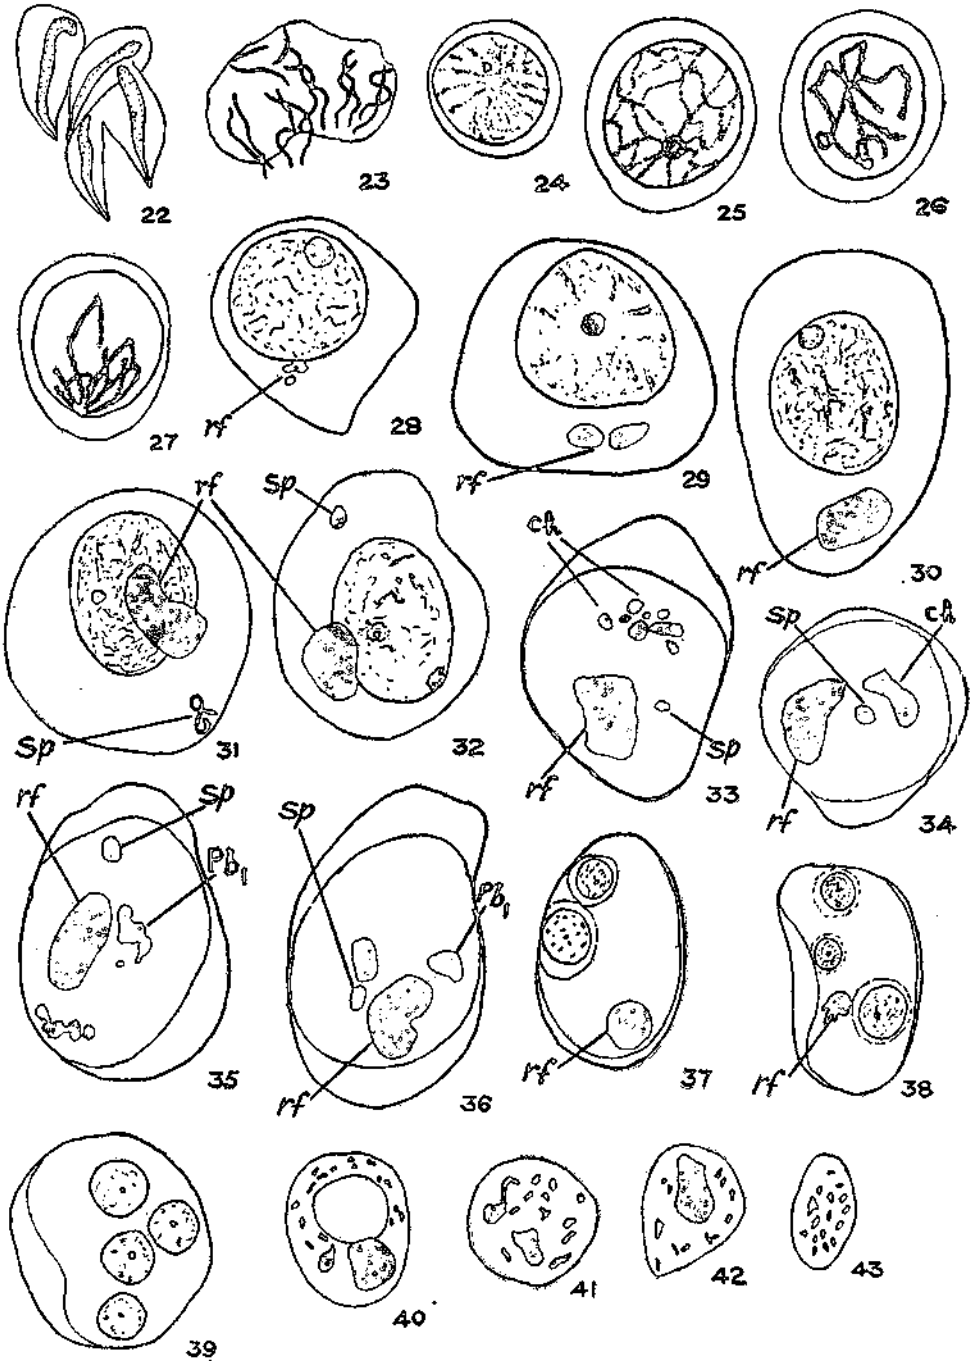 22 23 24 25 26
27 rf 28 rf 29 rf 30
rf Sp Sp 31 32
ch rf Sp 33
Sp ch rf 34
rf Sp Pb1 35
Sp Pb1 rf 36
rf 37
rf 38
39 40 41 42 43